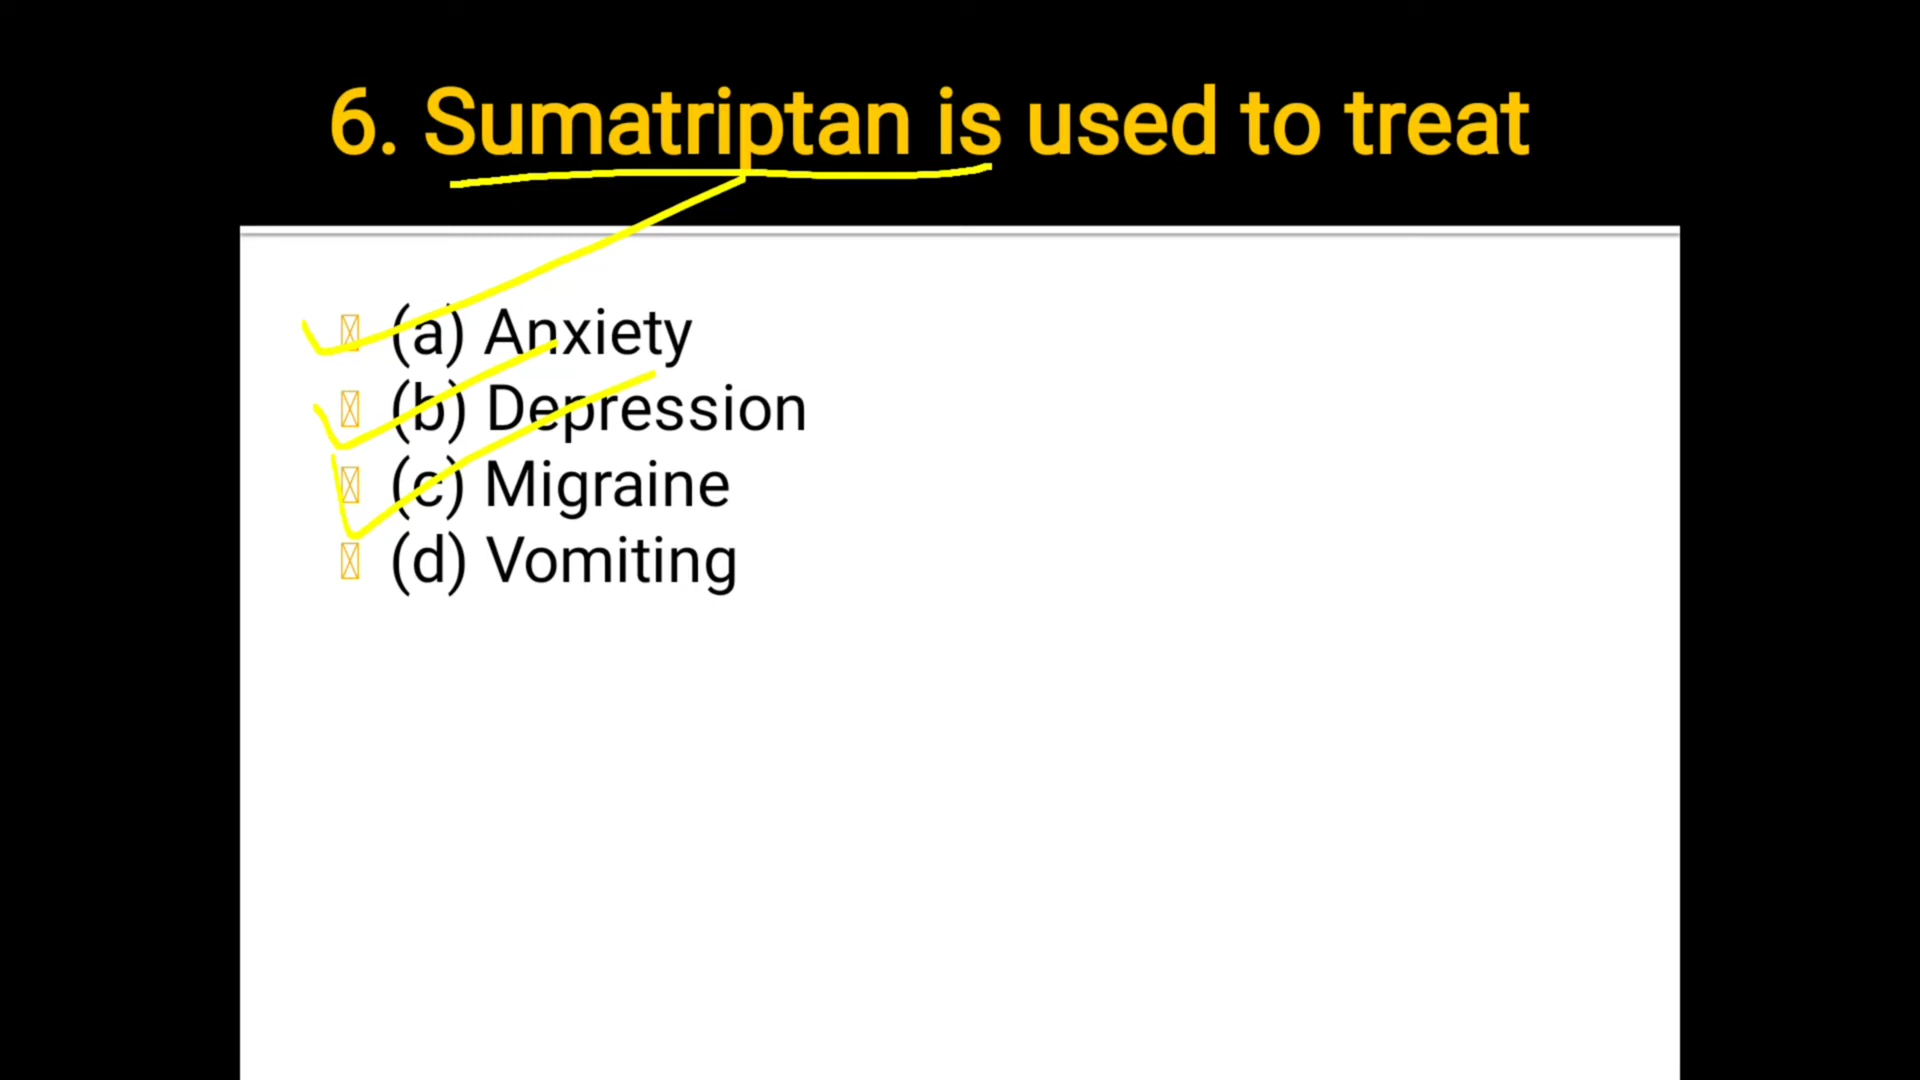 6. Sumatriptan is used to treat
(a) Anxiety
(b) Depression
(c) Migraine
(d) Vomiting